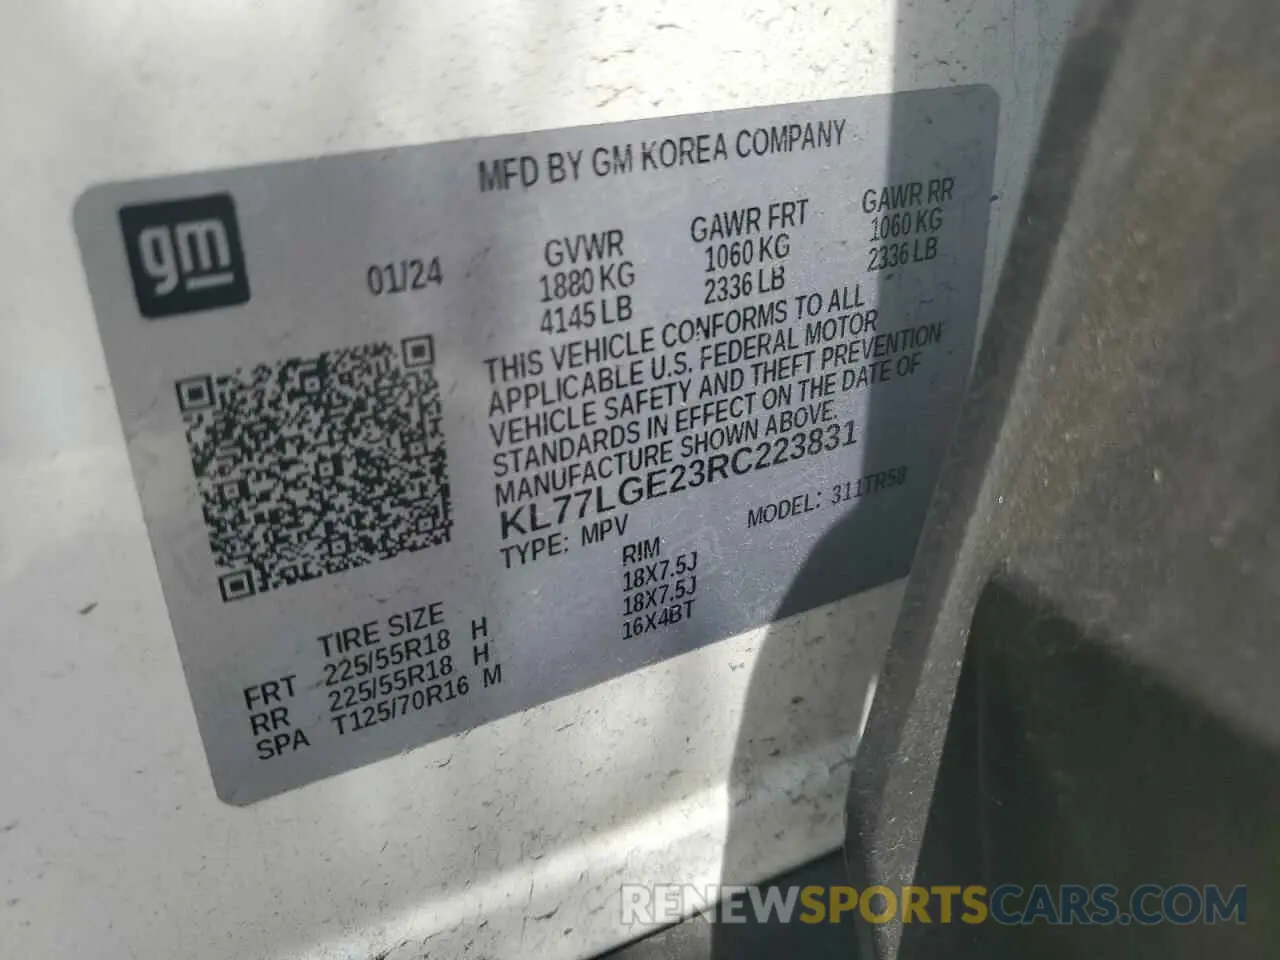 MFD BY GM KOREA COMPANY
gm
01/24
GVWR GAWR FRT GAWR RR
1880 KG 1060 KG 1060 KG
4145 LB 2336 LB 2336 LB
THIS VEHICLE CONFORMS TO ALL
APPLICABLE U.S. FEDERAL MOTOR
VEHICLE SAFETY AND THEFT PREVENTION
STANDARDS IN EFFECT ON THE DATE OF
MANUFACTURE SHOWN ABOVE.
KL77LGE23RC223831
TYPE: MPV MODEL: 311TR58
TIRE SIZE RIM
FRT 225/55R18 H 18X7.5J
RR 225/55R18 H 18X7.5J
SPA T125/70R16 M 16X4BT
RENEWSPORTSCARS.COM